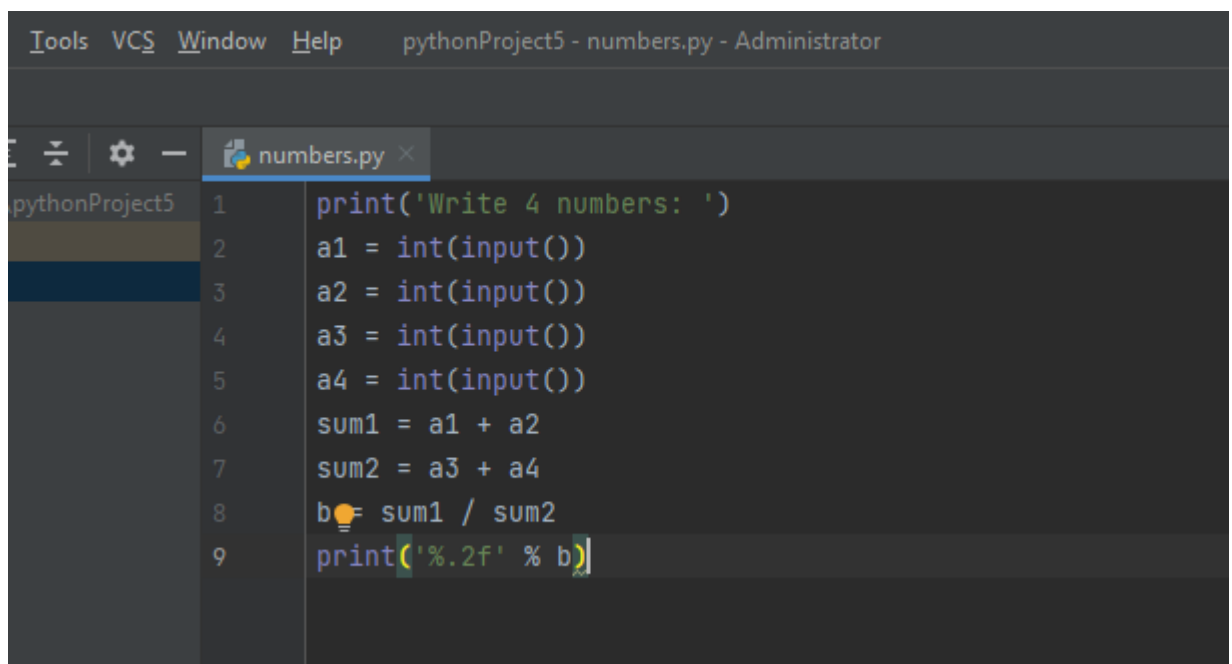 Tools VCS Window Help pythonProject5 - numbers.py - Administrator
numbers.py
pythonProject5
1 print('Write 4 numbers: ')
2 a1 = int(input())
3 a2 = int(input())
4 a3 = int(input())
5 a4 = int(input())
6 sum1 = a1 + a2
7 sum2 = a3 + a4
8 b = sum1 / sum2
9 print('%.2f' % b)